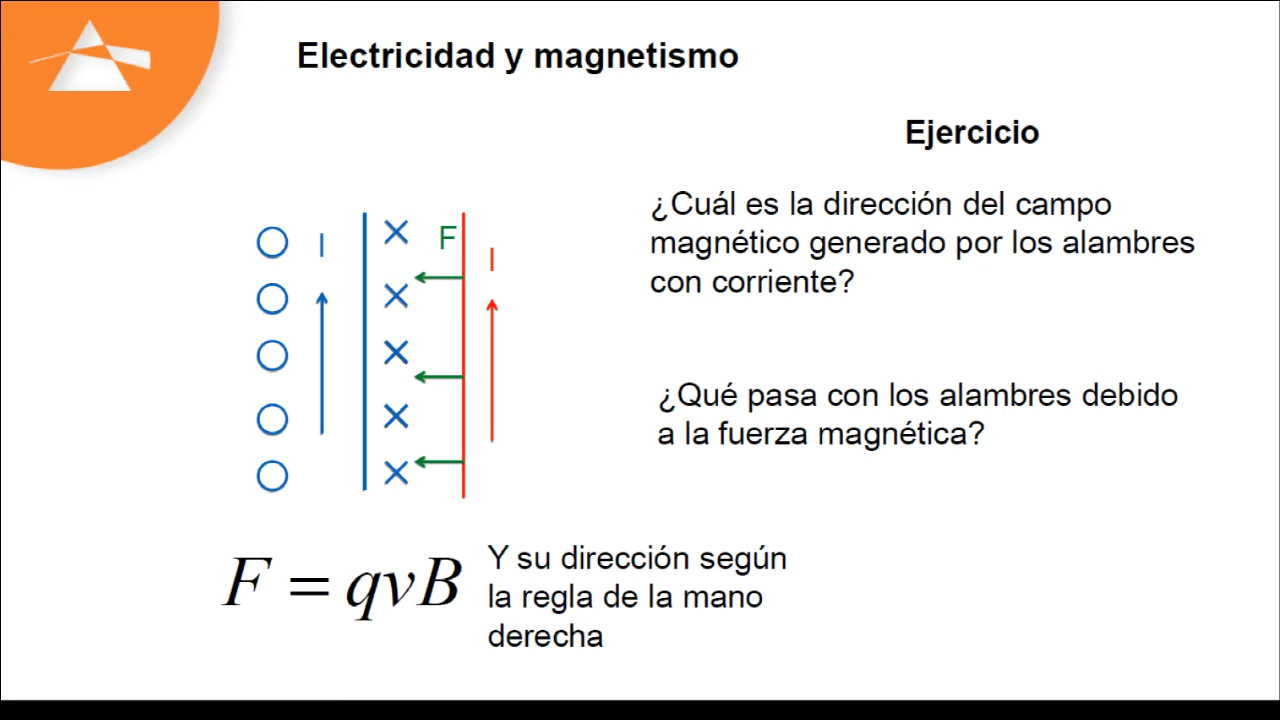 Electricidad y magnetismo
Ejercicio
¿Cuál es la dirección del campo
magnético generado por los alambres
con corriente?
I
F
I
¿Qué pasa con los alambres debido
a la fuerza magnética?
F = qvB
Y su dirección según
la regla de la mano
derecha